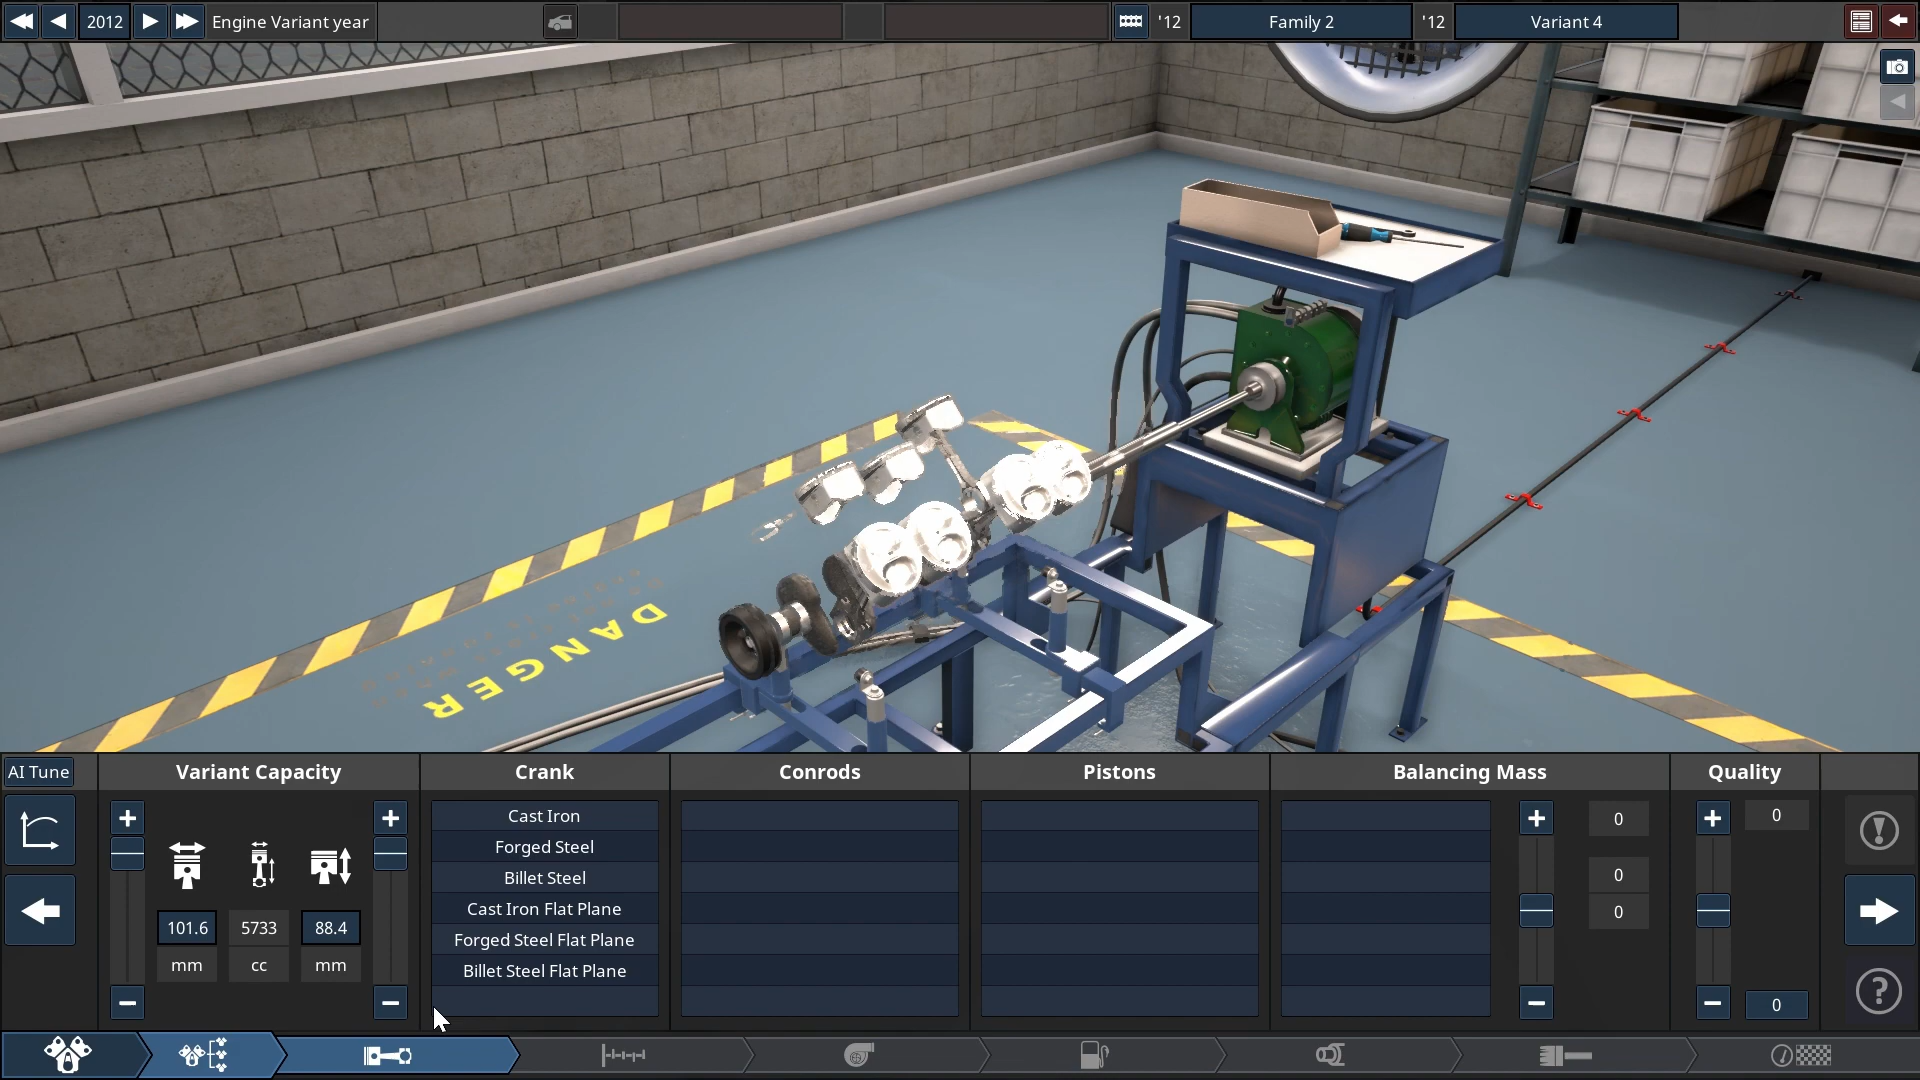 2012 Engine Variant year '12 Family 2 '12 Variant 4
DANGER
AI Tune Variant Capacity Crank Conrods Pistons Balancing Mass Quality
Cast Iron
Forged Steel
Billet Steel
Cast Iron Flat Plane
Forged Steel Flat Plane
Billet Steel Flat Plane
101.6 5733 88.4
mm cc mm
0
0
0
0
0